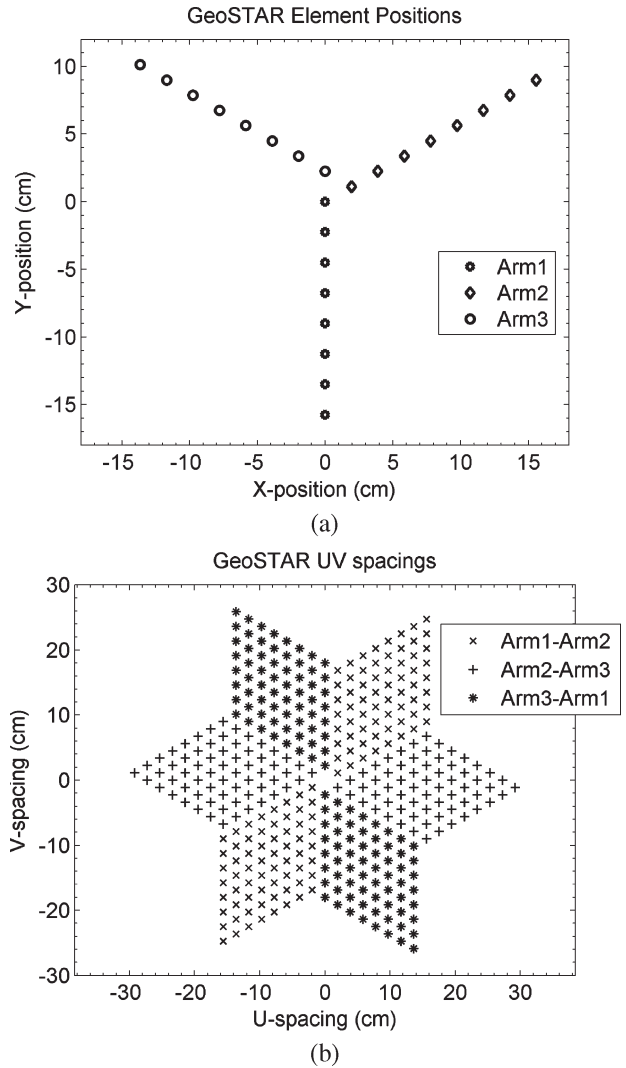 GeoSTAR Element Positions
10
5
0
-5
-10
-15
Y-position (cm)
Arm1
Arm2
Arm3
-15 -10 -5 0 5 10 15
X-position (cm)
(a)
GeoSTAR UV spacings
30
20
10
0
-10
-20
-30
V-spacing (cm)
Arm1-Arm2
Arm2-Arm3
Arm3-Arm1
-30 -20 -10 0 10 20 30
U-spacing (cm)
(b)